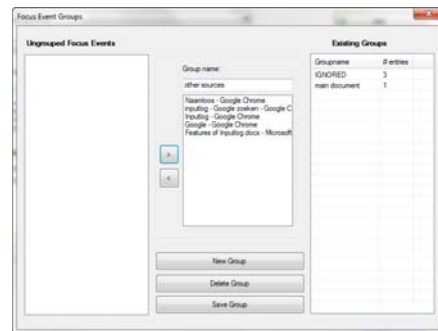 Focus Event Groups
Ungrouped Focus Events
Existing Groups
Group name:
other sources
Naamloos - Google Chrome
inputlog - Google zoeken - Google C
Inputlog - Google Chrome
Google - Google Chrome
Features of Inputlog.docx - Microsoft
>
<
Groupname # entries
IGNORED 3
main document 1
New Group
Delete Group
Save Group